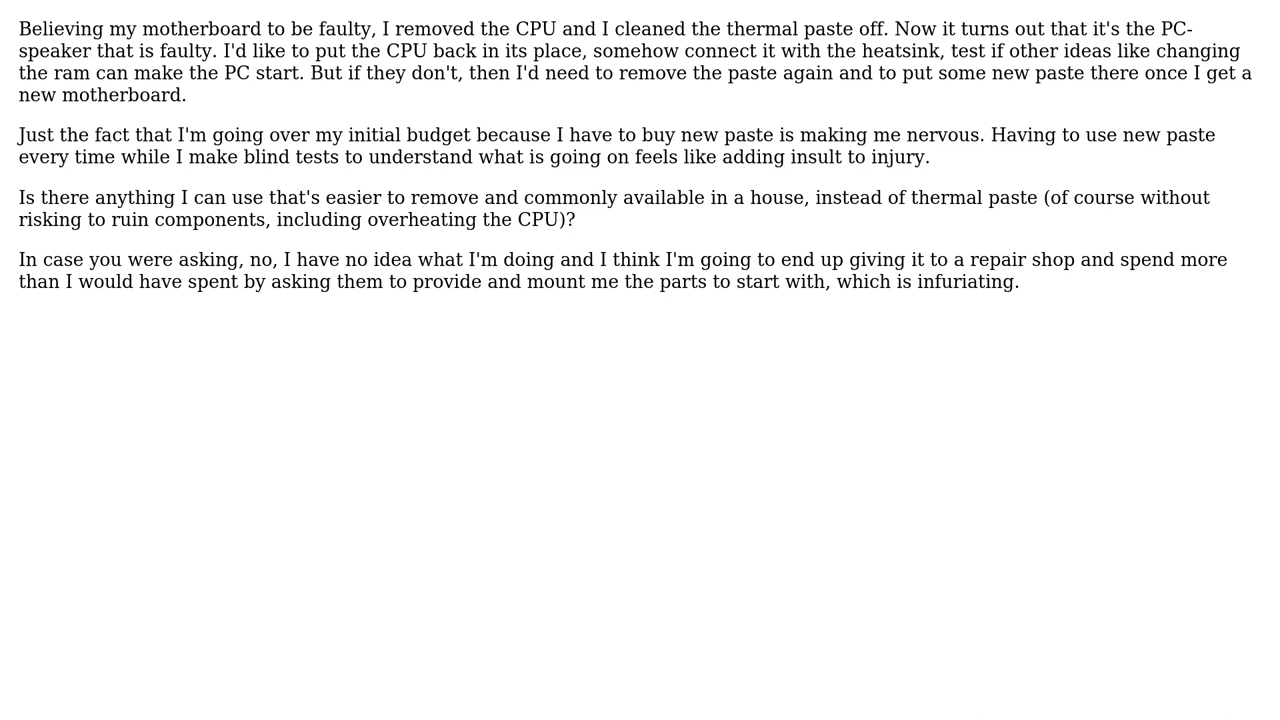 Believing my motherboard to be faulty, I removed the CPU and I cleaned the thermal paste off. Now it turns out that it's the PC-
speaker that is faulty. I'd like to put the CPU back in its place, somehow connect it with the heatsink, test if other ideas like changing
the ram can make the PC start. But if they don't, then I'd need to remove the paste again and to put some new paste there once I get a
new motherboard.
Just the fact that I'm going over my initial budget because I have to buy new paste is making me nervous. Having to use new paste
every time while I make blind tests to understand what is going on feels like adding insult to injury.
Is there anything I can use that's easier to remove and commonly available in a house, instead of thermal paste (of course without
risking to ruin components, including overheating the CPU)?
In case you were asking, no, I have no idea what I'm doing and I think I'm going to end up giving it to a repair shop and spend more
than I would have spent by asking them to provide and mount me the parts to start with, which is infuriating.